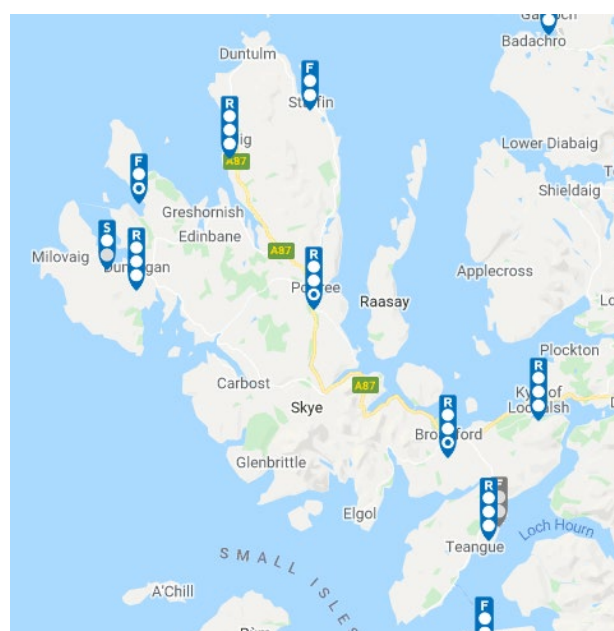 Badachro
Duntulm
F
R
A87
Lower Diabaig
F
Shieldaig
Greshornish
S
R
Edinbane
Milovaig
A87
R
Applecross
Raasay
Plockton
Carbost
A87
R
Skye
R
Glenbrittle
R
F
Elgol
Loch Hourn
Teangue
SMALL ISLES
A'Chill
F